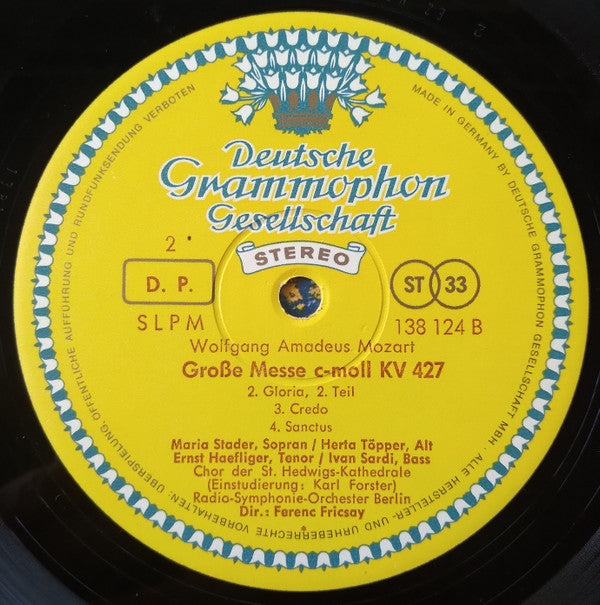 Deutsche
Grammophon
Gesellschaft
STEREO
2
D. P.
ST 33
SLPM
138 124 B
Wolfgang Amadeus Mozart
Große Messe c-moll KV 427
2. Gloria, 2. Teil
3. Credo
4. Sanctus
Maria Stader, Sopran / Herta Töpper, Alt
Ernst Haefliger, Tenor / Ivan Sardi, Bass
Chor der St. Hedwigs-Kathedrale
(Einstudierung: Karl Forster)
Radio-Symphonie-Orchester Berlin
Dir.: Ferenc Fricsay
MADE IN GERMANY BY DEUTSCHE GRAMMOPHON GESELLSCHAFT MBH · ALLE HERSTELLER- UND URHEBERRECHTE VORBEHALTEN. ÜBERSPIELUNG, ÖFFENTLICHE AUFFÜHRUNG UND RUNDFUNKSENDUNG VERBOTEN